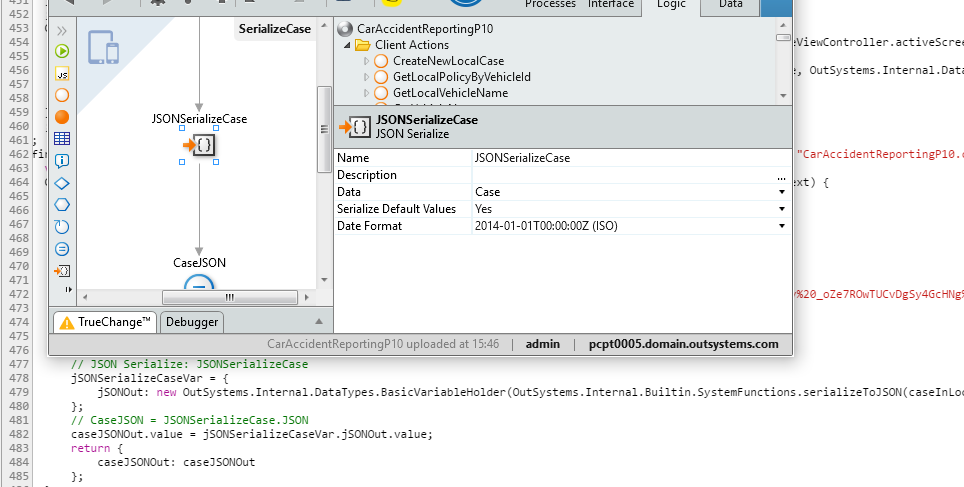 Processes Interface Logic Data
451
452
453
454
455
456
457
458
459
460
461 ;
462 fin
463
464
465
466
467
468
469
470
471
472
473
474
475
476
SerializeCase
JS
JSONSerializeCase
CaseJSON
TrueChange™ Debugger
CarAccidentReportingP10
Client Actions
CreateNewLocalCase
GetLocalPolicyByVehicleId
GetLocalVehicleName
JSONSerializeCase
JSON Serialize
Name JSONSerializeCase
Description ...
Data Case
Serialize Default Values Yes
Date Format 2014-01-01T00:00:00Z (ISO)
CarAccidentReportingP10 uploaded at 15:46 | admin | pcpt0005.domain.outsystems.com
eViewController.activeScree
e, OutSystems.Internal.Data
"CarAccidentReportingP10.c
ext) {
%20_oZe7ROwTUCvDgSy4GcHNg%
477 // JSON Serialize: JSONSerializeCase
478 jSONSerializeCaseVar = {
479 jSONOut: new OutSystems.Internal.DataTypes.BasicVariableHolder(OutSystems.Internal.Builtin.SystemFunctions.serializeToJSON(caseInLoc
480 };
481 // CaseJSON = JSONSerializeCase.JSON
482 caseJSONOut.value = jSONSerializeCaseVar.jSONOut.value;
483 return {
484 caseJSONOut: caseJSONOut
485 };